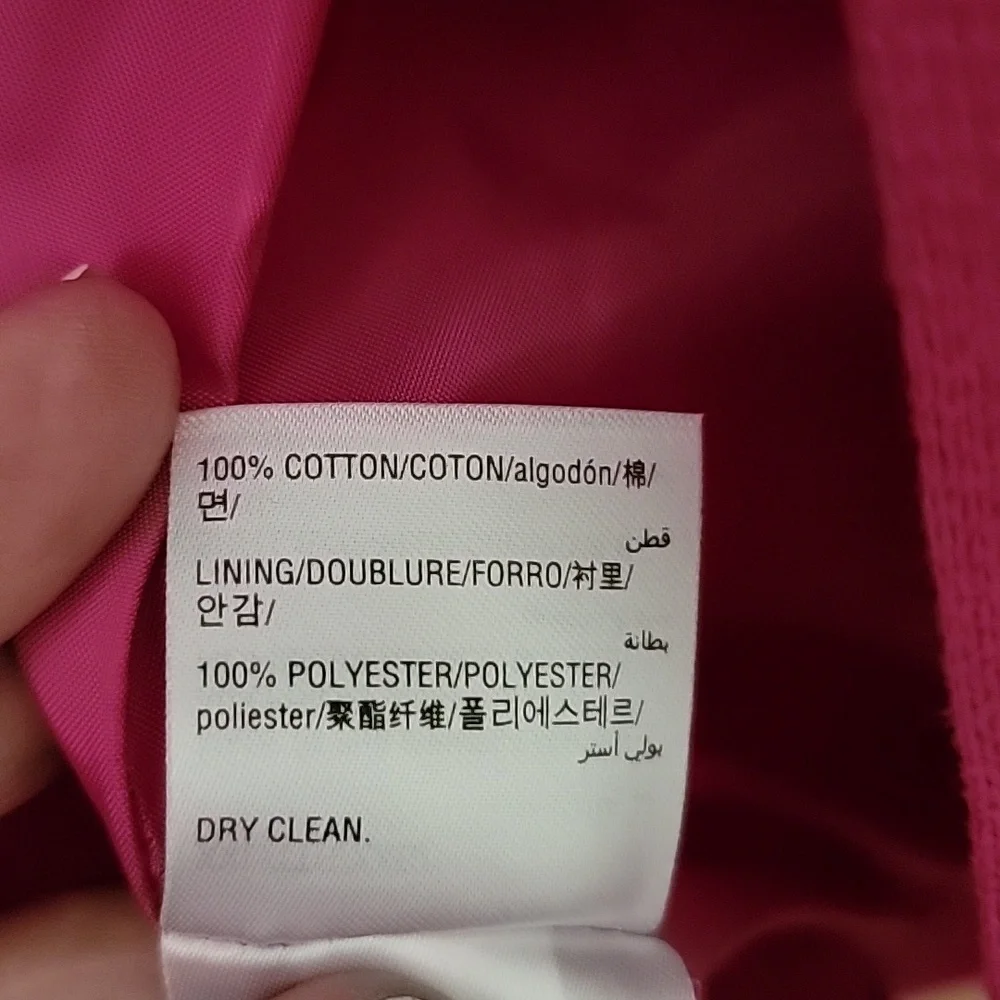 100% COTTON/COTON/algodón/棉/
면/
قطن
LINING/DOUBLURE/FORRO/衬里/
안감/
بطانة
100% POLYESTER/POLYESTER/
poliester/聚酯纤维/폴리에스테르/
بولي أستر
DRY CLEAN.